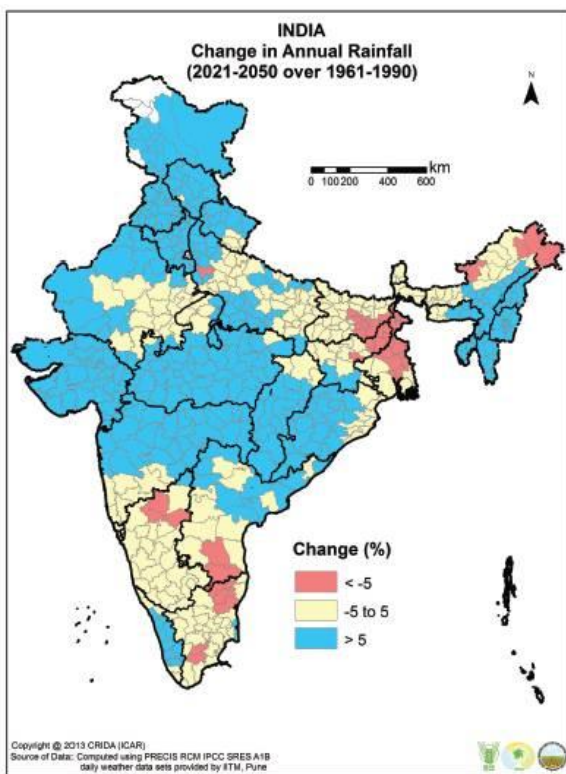 INDIA
Change in Annual Rainfall
(2021-2050 over 1961-1990)
N
km
0 100200 400 600
Change (%)
< -5
-5 to 5
> 5
Copyright @ 2013 CRIDA (ICAR)
Source of Data: Computed using PRECIS RCM IPCC SRES A1B
daily weather data sets provided by IITM, Pune